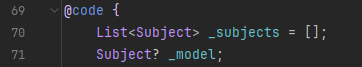 69 @code {
70 List<Subject> _subjects = [];
71 Subject? _model;